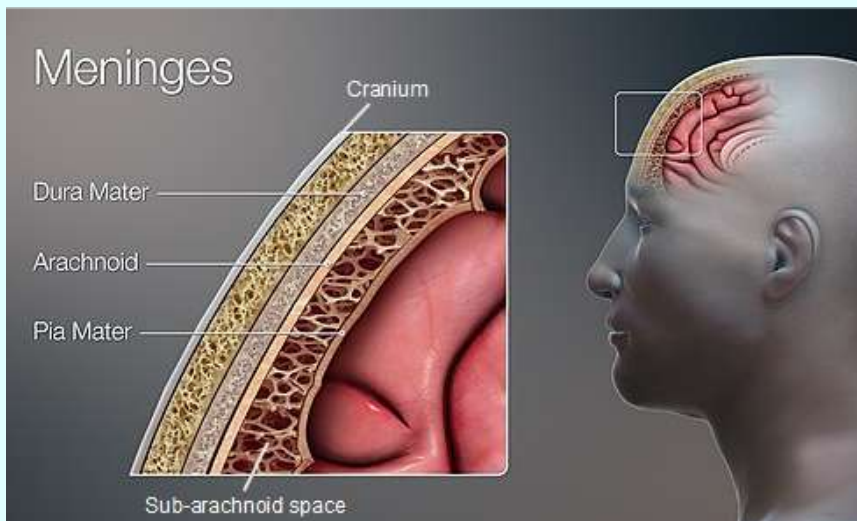 Meninges
Cranium
Dura Mater
Arachnoid
Pia Mater
Sub-arachnoid space